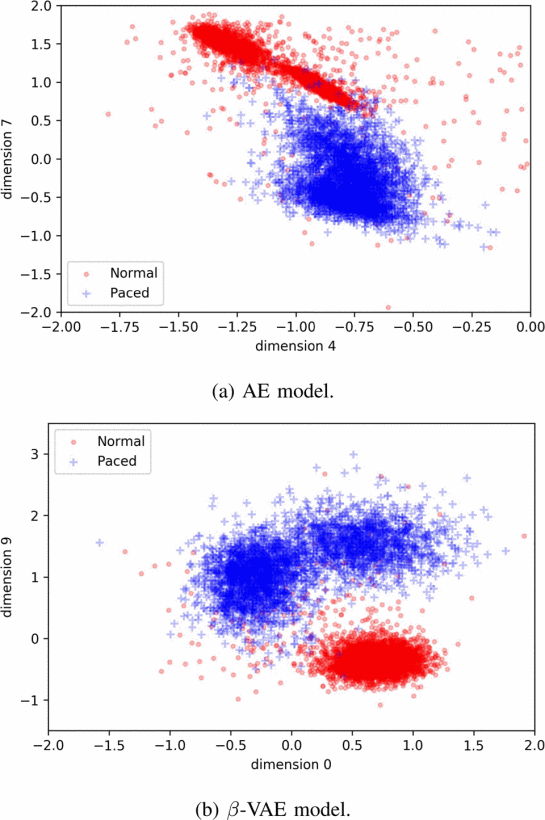 2.0
1.5
1.0
0.5
0.0
−0.5
−1.0
−1.5
−2.0
dimension 7
Normal
Paced
−2.00 −1.75 −1.50 −1.25 −1.00 −0.75 −0.50 −0.25 0.00
dimension 4
(a) AE model.
Normal
Paced
3
2
1
0
−1
dimension 9
−2.0 −1.5 −1.0 −0.5 0.0 0.5 1.0 1.5 2.0
dimension 0
(b) β-VAE model.